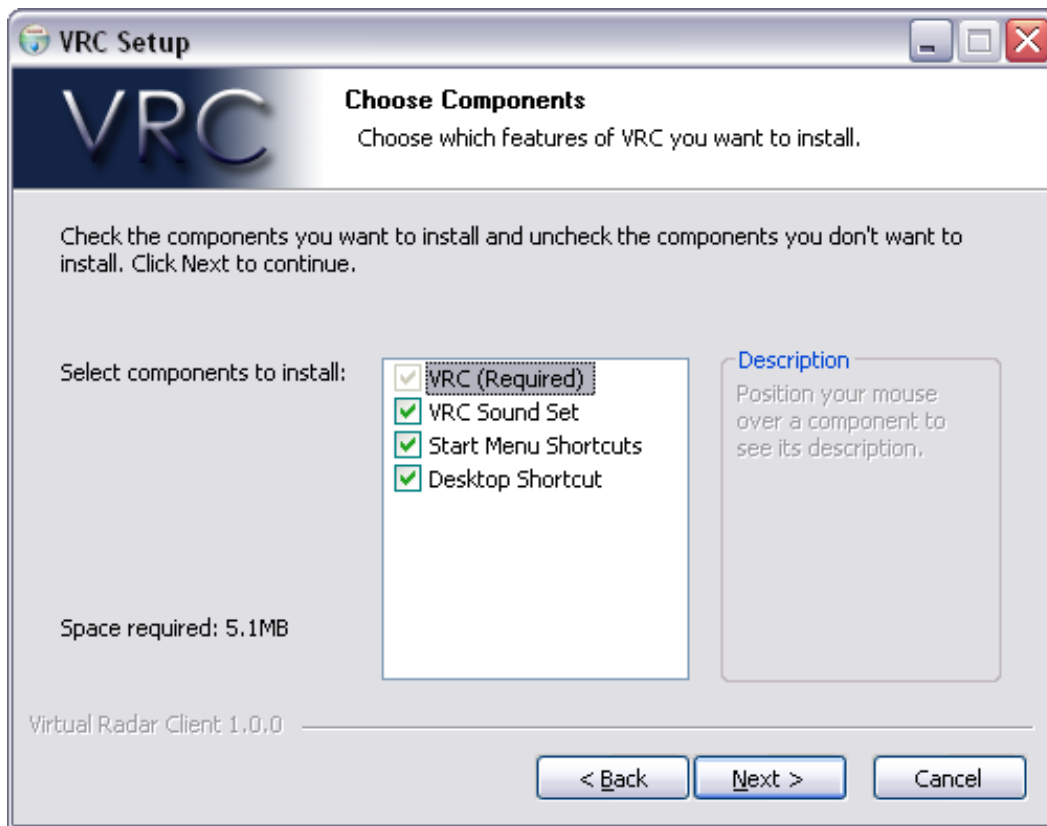 VRC Setup
VRC
Choose Components
Choose which features of VRC you want to install.
Check the components you want to install and uncheck the components you don't want to
install. Click Next to continue.
Select components to install:
VRC (Required)
VRC Sound Set
Start Menu Shortcuts
Desktop Shortcut
Description
Position your mouse
over a component to
see its description.
Space required: 5.1MB
Virtual Radar Client 1.0.0
< Back
Next >
Cancel